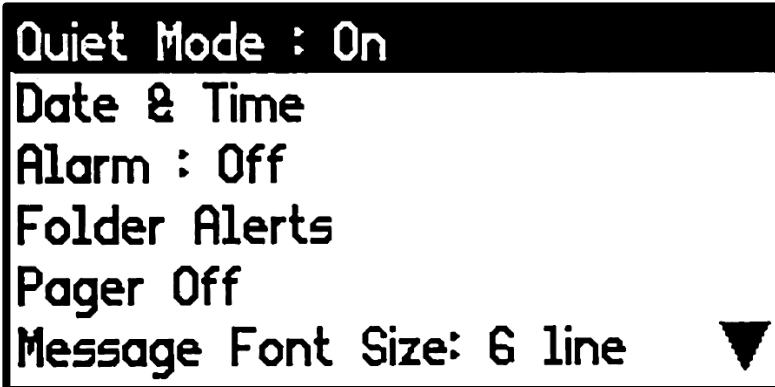 Quiet Mode : On
Date & Time
Alarm : Off
Folder Alerts
Pager Off
Message Font Size: 6 line